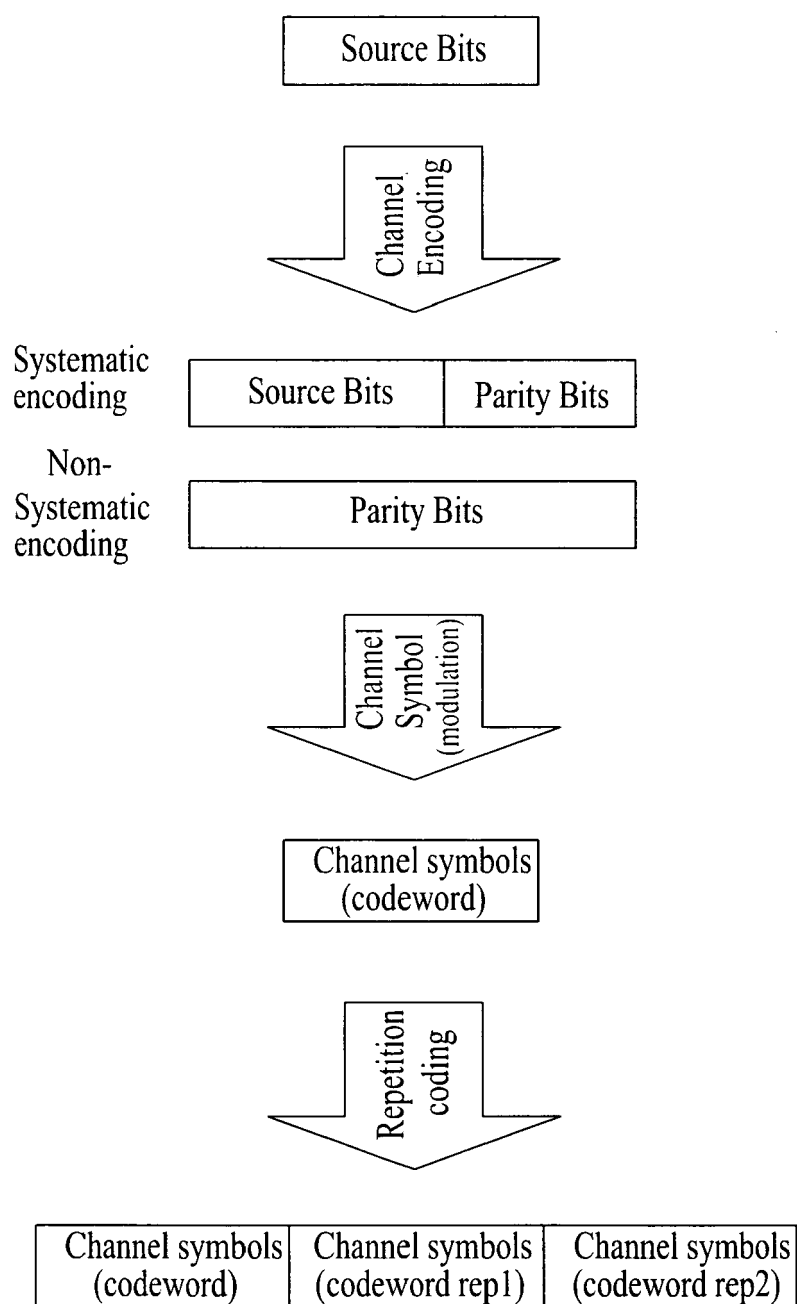 Source Bits
Channel
Encoding
Systematic
encoding
Source Bits
Parity Bits
Non-
Systematic
encoding
Parity Bits
Channel
Symbol
(modulation)
Channel symbols
(codeword)
Repetition
coding
Channel symbols
(codeword)
Channel symbols
(codeword rep1)
Channel symbols
(codeword rep2)